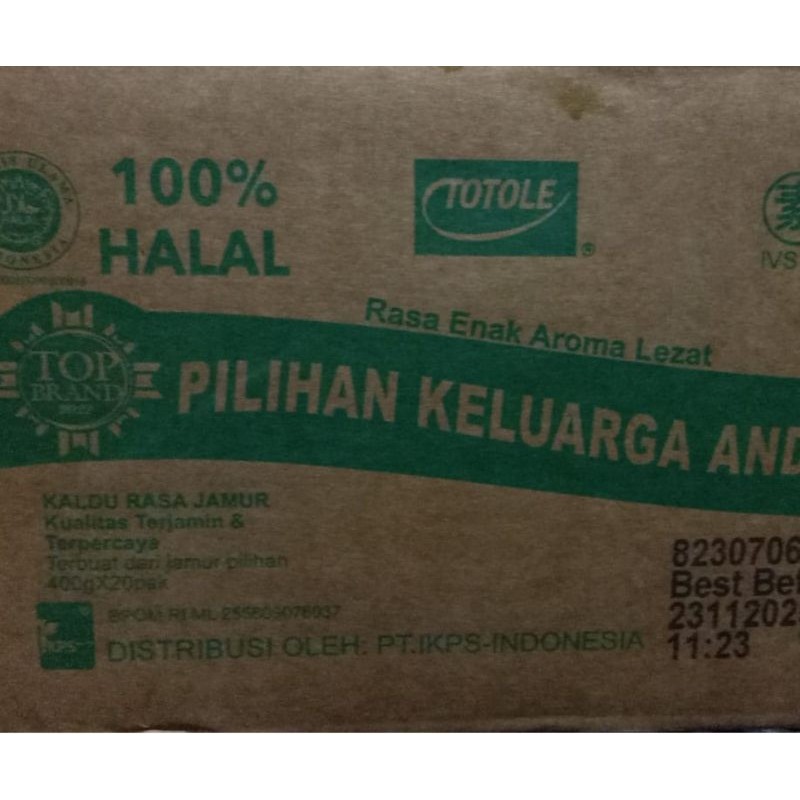 100%
HALAL
TOTOLE
®
IVS
Rasa Enak Aroma Lezat
TOP
BRAND
PILIHAN KELUARGA AND
KALDU RASA JAMUR
Kualitas Terjamin &
Terpercaya
Terbuat dari jamur pilihan
400gX20pak
BPOM RI ML
DISTRIBUSI OLEH: PT.IKPS-INDONESIA
8230706
Best Bef
2311202
11:23